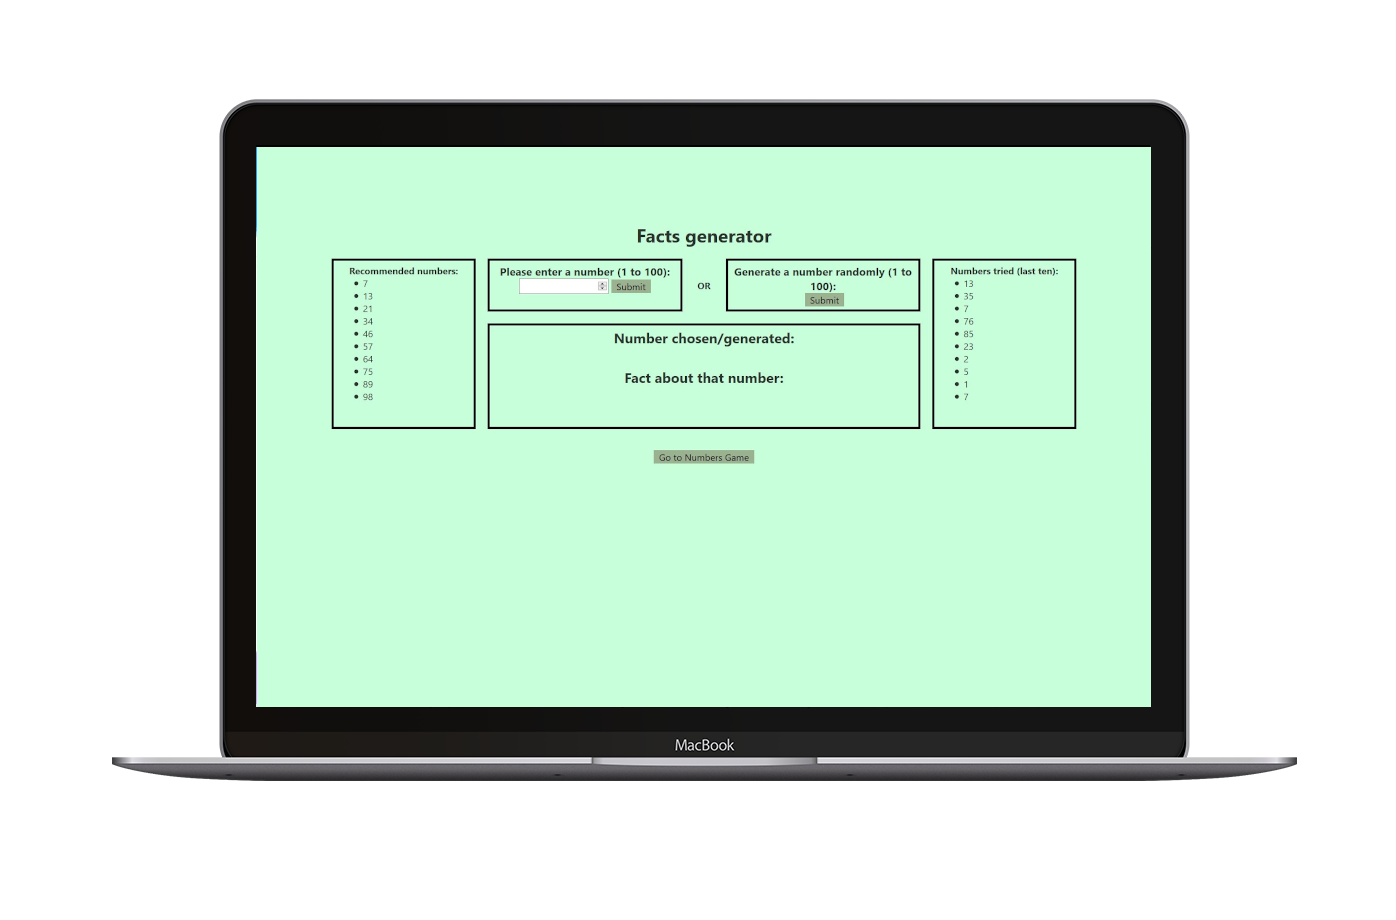 Facts generator
Recommended numbers:
7
13
21
34
46
57
64
75
89
98
Please enter a number (1 to 100):
Submit
OR
Generate a number randomly (1 to
100):
Submit
Number chosen/generated:
Fact about that number:
Numbers tried (last ten):
13
35
7
76
85
23
2
5
1
7
Go to Numbers Game
MacBook